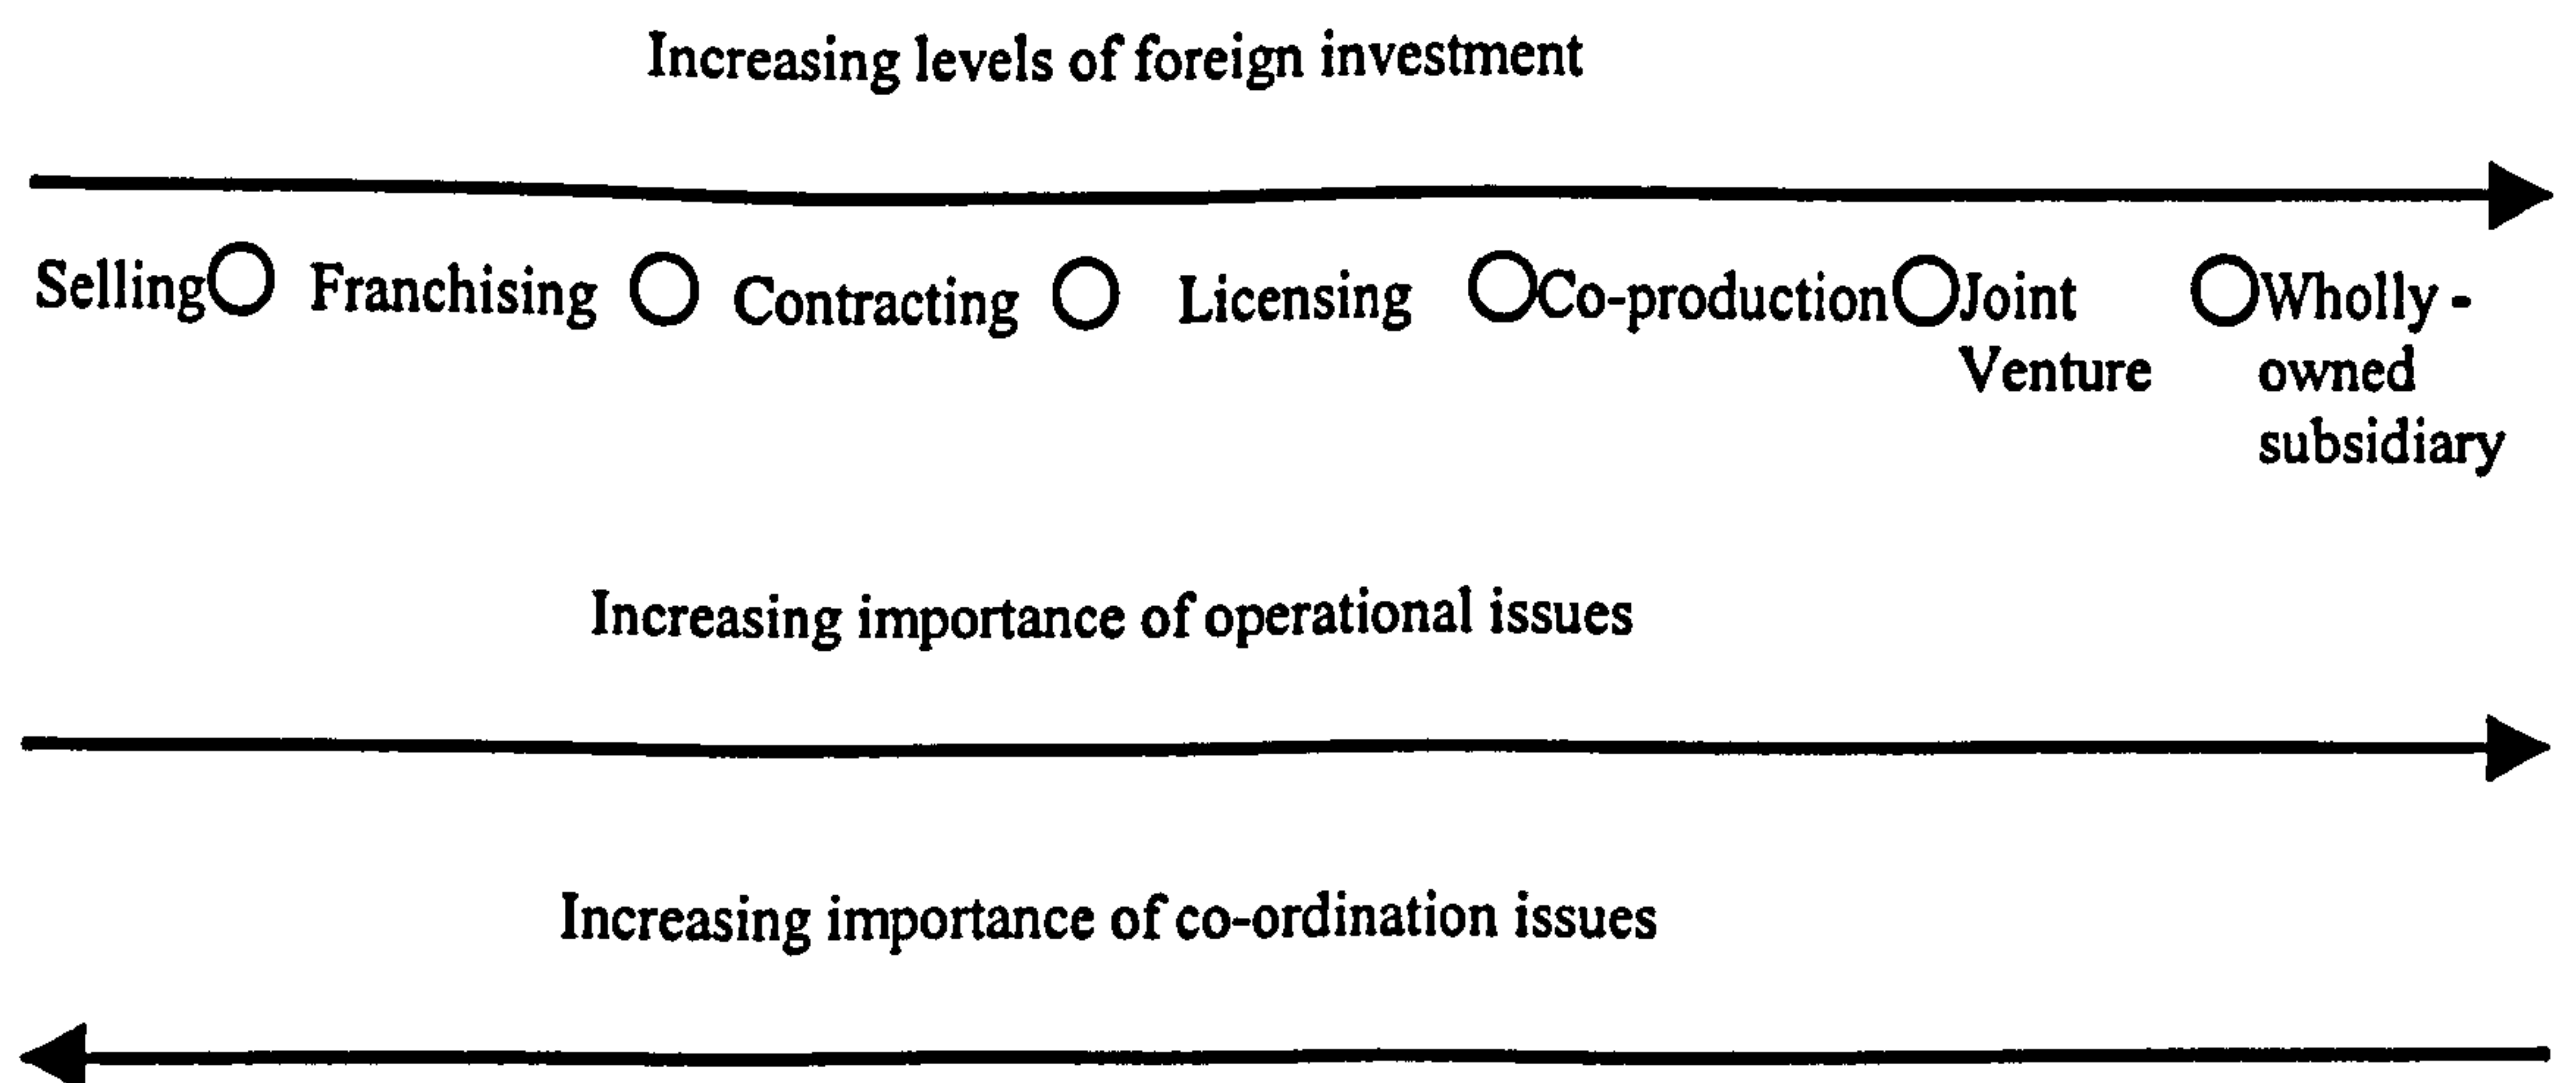 Increasing levels of foreign investment
Selling Franchising Contracting Licensing Co-production Joint Wholly -
Venture owned
subsidiary
Increasing importance of operational issues
Increasing importance of co-ordination issues